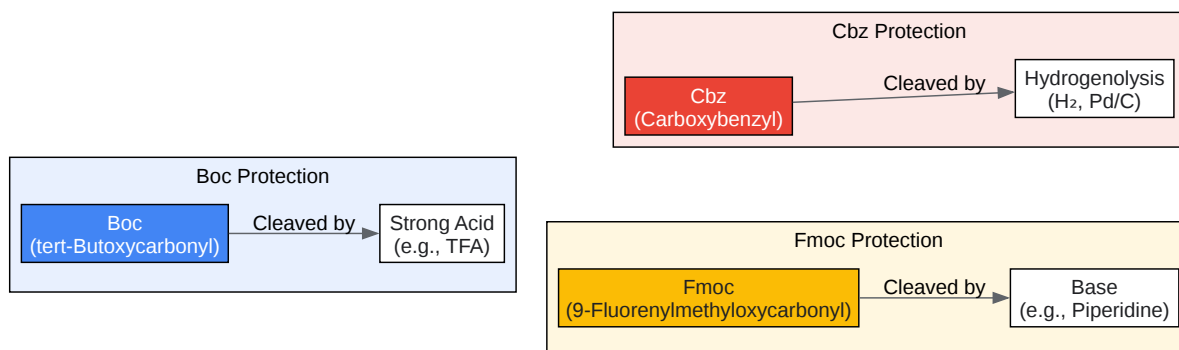 Cbz Protection
Cbz
(Carboxybenzyl)
Cleaved by
Hydrogenolysis
(H₂, Pd/C)
Boc Protection
Boc
(tert-Butoxycarbonyl)
Cleaved by
Strong Acid
(e.g., TFA)
Fmoc Protection
Fmoc
(9-Fluorenylmethyloxycarbonyl)
Cleaved by
Base
(e.g., Piperidine)